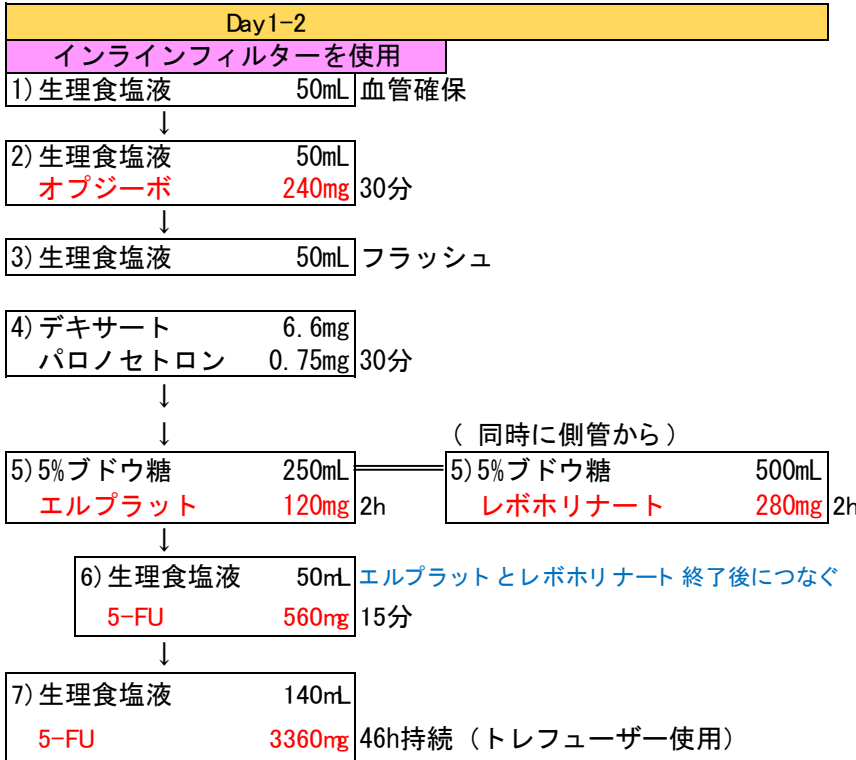 Day1-2
インラインフィルターを使用
1)生理食塩液 50mL 血管確保
↓
2)生理食塩液 50mL
オプジーボ 240mg 30分
↓
3)生理食塩液 50mL フラッシュ
4)デキサート 6.6mg
パロノセトロン 0.75mg 30分
↓
↓ (同時に側管から)
5)5%ブドウ糖 250mL 5)5%ブドウ糖 500mL
エルプラット 120mg 2h レボホリナート 280mg 2h
↓
6)生理食塩液 50mL エルプラットとレボホリナート終了後につなぐ
5-FU 560mg 15分
↓
7)生理食塩液 140mL
5-FU 3360mg 46h持続（トレフューザー使用）